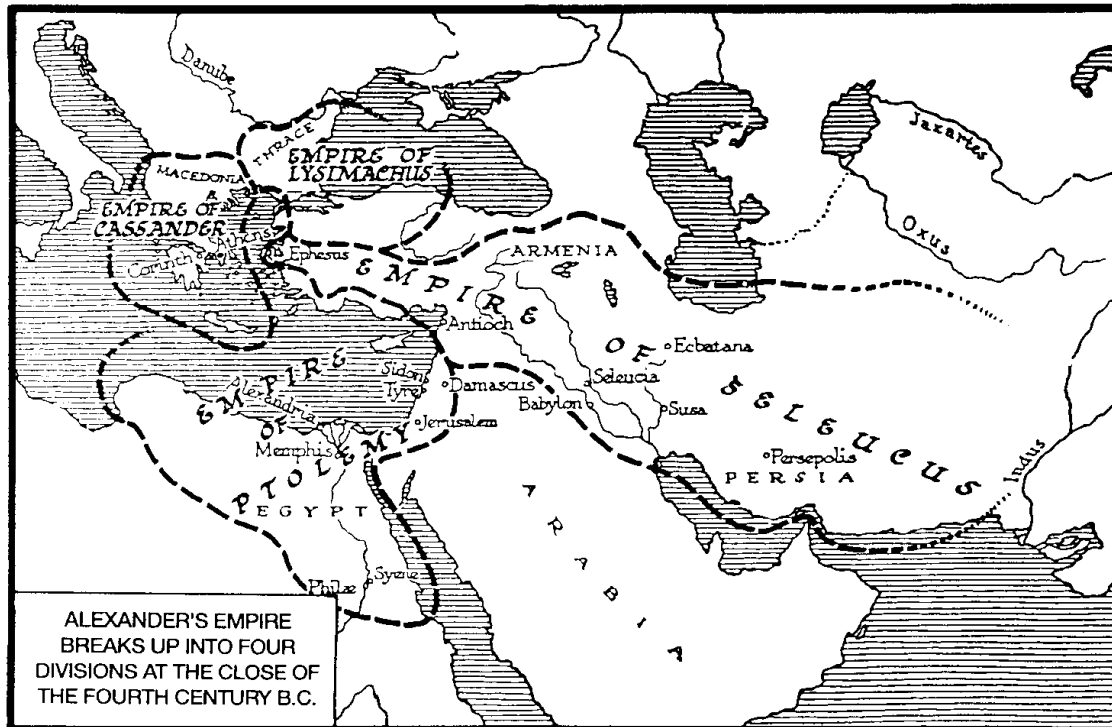 Danube
THRACE
EMPIRE OF
LYSIMACHUS
MACEDONIA
EMPIRE OF
CASSANDER
Athens
Corinth
Ephesus
ARMENIA
Jaxartes
Oxus
EMPIRE OF SELEUCUS
Antioch
Ecbatana
Seleucia
Babylon
Susa
Sidon
Tyre
Damascus
Jerusalem
EMPIRE
OF
PTOLEMY
Alexandria
Memphis
EGYPT
Persepolis
PERSIA
Indus
ARABIA
Philæ
Syene
ALEXANDER'S EMPIRE
BREAKS UP INTO FOUR
DIVISIONS AT THE CLOSE OF
THE FOURTH CENTURY B.C.